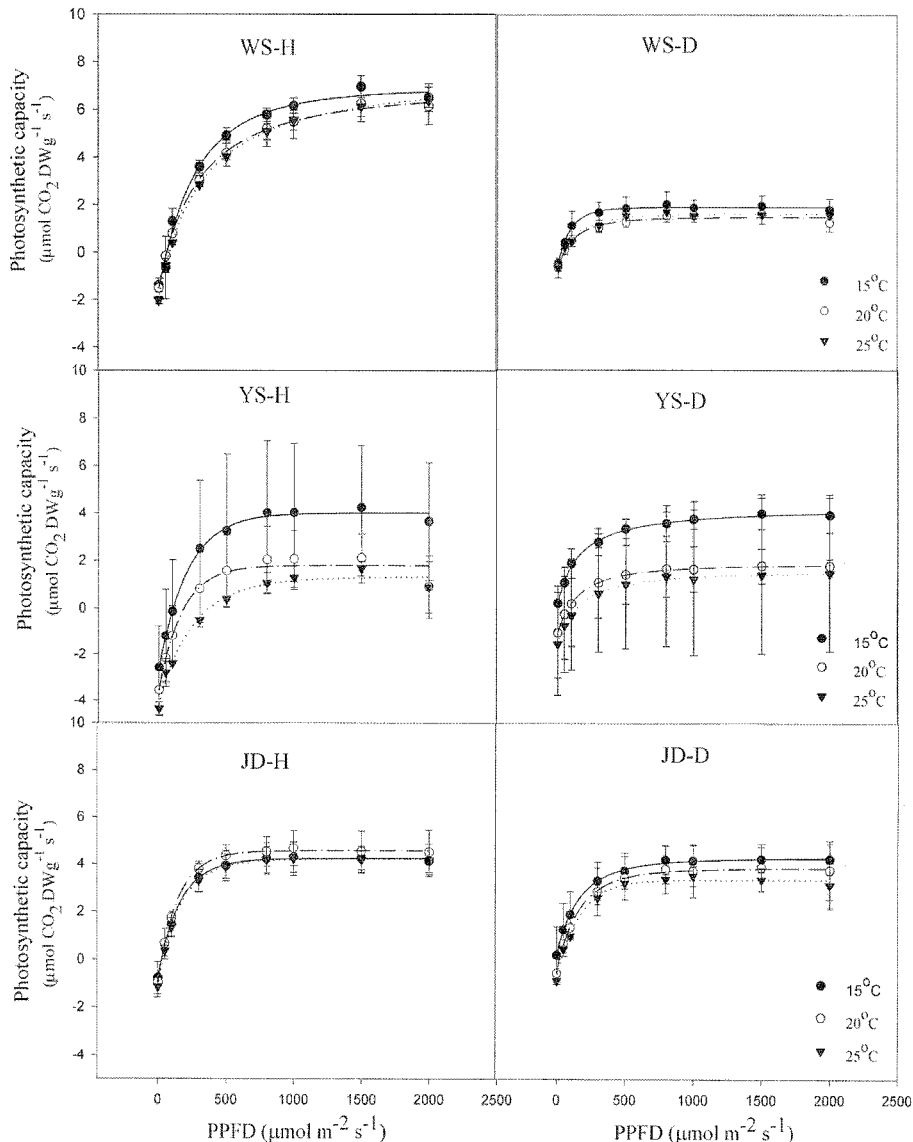 WS-H
WS-D
Photosynthetic capacity
(μmol CO₂ DWg⁻¹ s⁻¹)
10
8
6
4
2
0
-2
-4
15°C
20°C
25°C
YS-H
YS-D
Photosynthetic capacity
(μmol CO₂ DWg⁻¹ s⁻¹)
10
8
6
4
2
0
-2
-4
15°C
20°C
25°C
JD-H
JD-D
Photosynthetic capacity
(μmol CO₂ DWg⁻¹ s⁻¹)
10
8
6
4
2
0
-2
-4
15°C
20°C
25°C
0 500 1000 1500 2000 2500
0 500 1000 1500 2000 2500
PPFD (μmol m⁻² s⁻¹)
PPFD (μmol m⁻² s⁻¹)